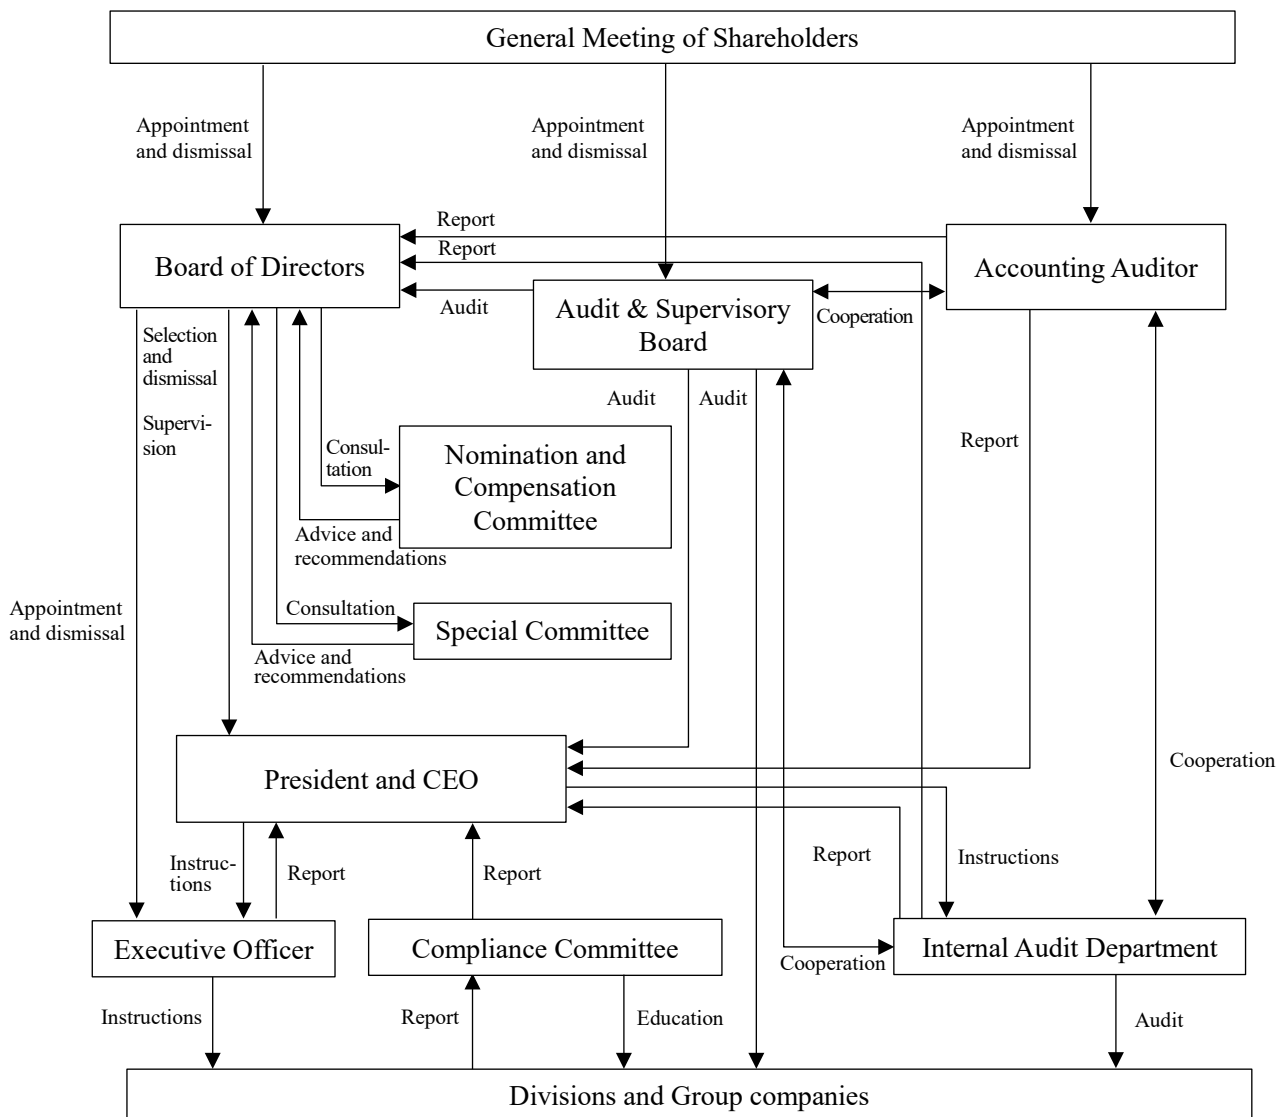 General Meeting of Shareholders
Appointment
and dismissal
Appointment
and dismissal
Appointment
and dismissal
Report
Report
Board of Directors
Accounting Auditor
Audit
Audit & Supervisory
Board
Cooperation
Selection
and
dismissal
Supervi-
sion
Audit
Audit
Report
Consul-
tation
Nomination and
Compensation
Committee
Advice and
recommendations
Appointment
and dismissal
Consultation
Special Committee
Advice and
recommendations
President and CEO
Cooperation
Instruc-
tions
Report
Report
Report
Instructions
Executive Officer
Compliance Committee
Internal Audit Department
Cooperation
Instructions
Report
Education
Audit
Divisions and Group companies